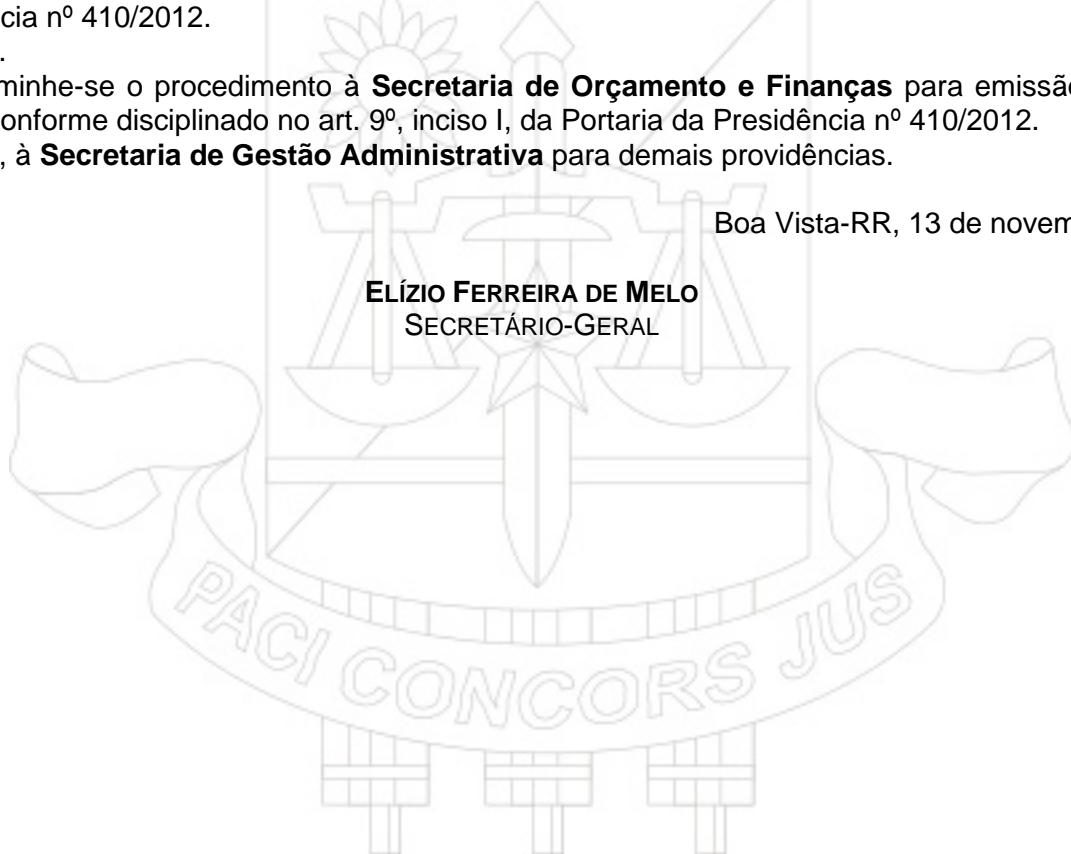 cia nº 410/2012.
.
minhe-se o procedimento à Secretaria de Orçamento e Finanças para emissão
onforme disciplinado no art. 9º, inciso I, da Portaria da Presidência nº 410/2012.
, à Secretaria de Gestão Administrativa para demais providências.
Boa Vista-RR, 13 de novem
ELÍZIO FERREIRA DE MELO
SECRETÁRIO-GERAL
PACI CONCORS JUS